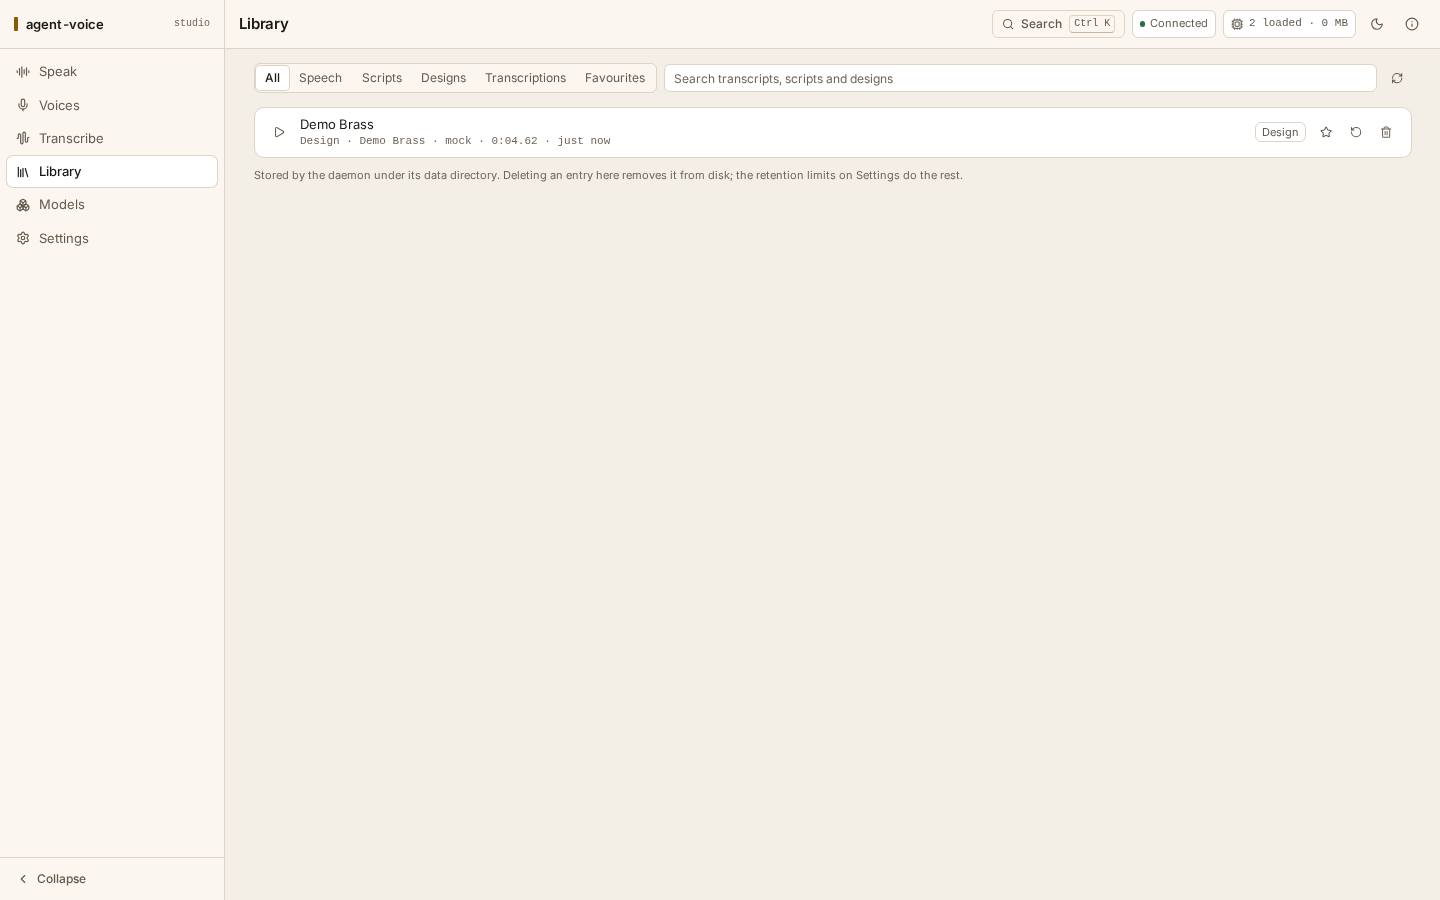 agent-voice
studio
Library
Search Ctrl K
Connected
2 loaded · 0 MB
Speak
Voices
Transcribe
Library
Models
Settings
Collapse
All
Speech
Scripts
Designs
Transcriptions
Favourites
Search transcripts, scripts and designs
Demo Brass
Design · Demo Brass · mock · 0:04.62 · just now
Design
Stored by the daemon under its data directory. Deleting an entry here removes it from disk; the retention limits on Settings do the rest.